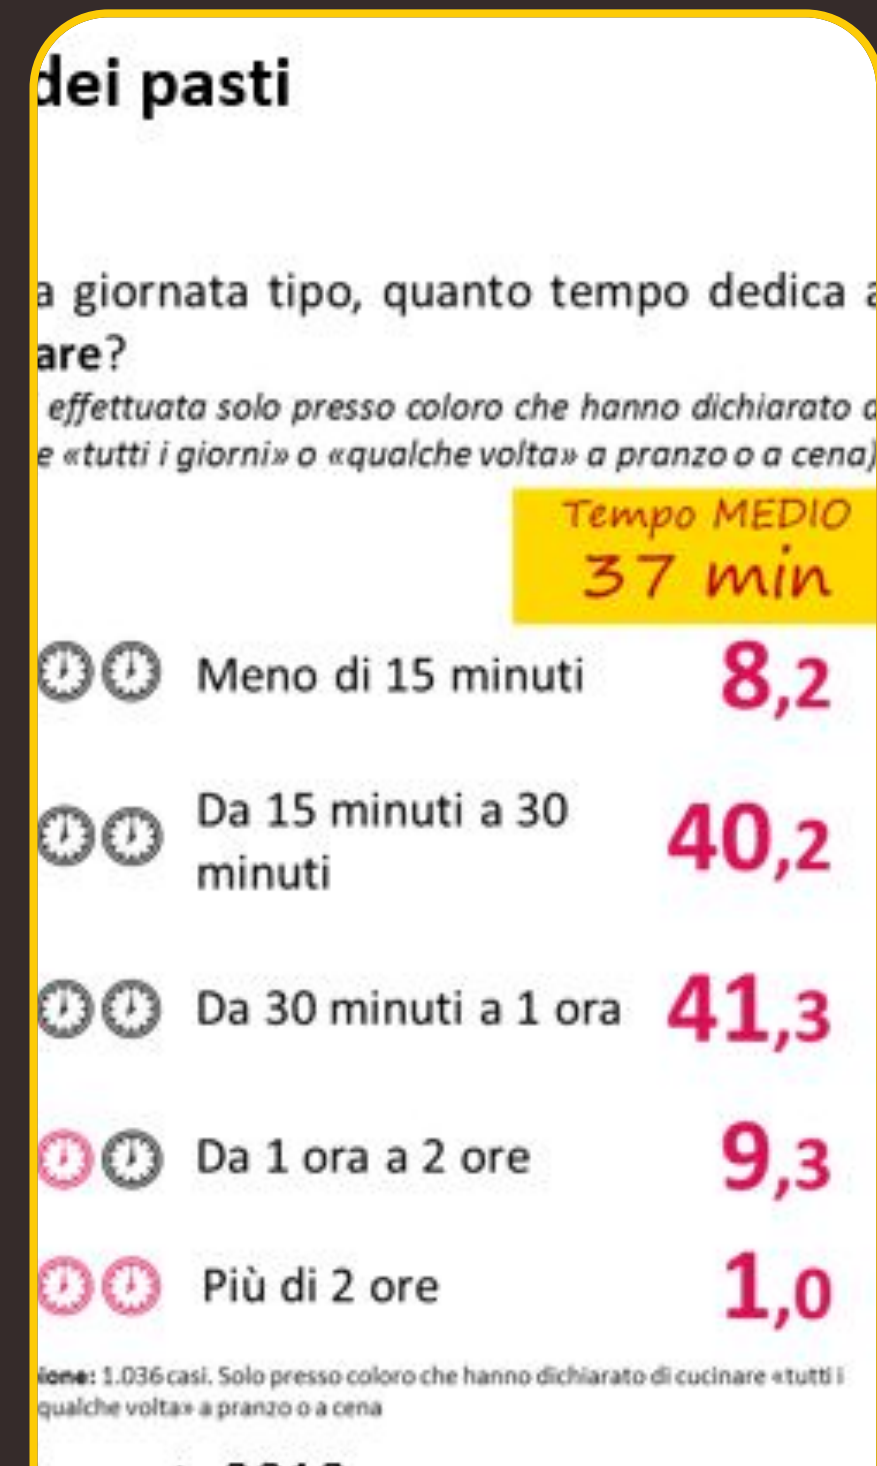 dei pasti
a giornata tipo, quanto tempo dedica a
are?
effettuata solo presso coloro che hanno dichiarato d
e «tutti i giorni» o «qualche volta» a pranzo o a cena)
Tempo MEDIO
37 min
Meno di 15 minuti 8,2
Da 15 minuti a 30
minuti 40,2
Da 30 minuti a 1 ora 41,3
Da 1 ora a 2 ore 9,3
Più di 2 ore 1,0
ione: 1.036 casi. Solo presso coloro che hanno dichiarato di cucinare «tutti i
qualche volta» a pranzo o a cena